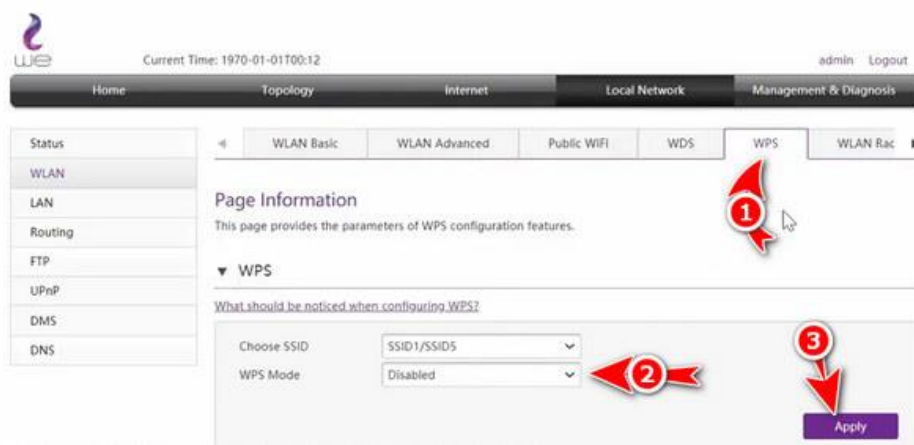 we
Current Time: 1970-01-01T00:12
admin Logout
Home Topology Internet Local Network Management & Diagnosis
Status
WLAN
LAN
Routing
FTP
UPnP
DMS
DNS
WLAN Basic WLAN Advanced Public WiFi WDS WPS WLAN Rac
1
Page Information
This page provides the parameters of WPS configuration features.
WPS
What should be noticed when configuring WPS?
Choose SSID SSID1/SSID5
WPS Mode Disabled
2
3
Apply